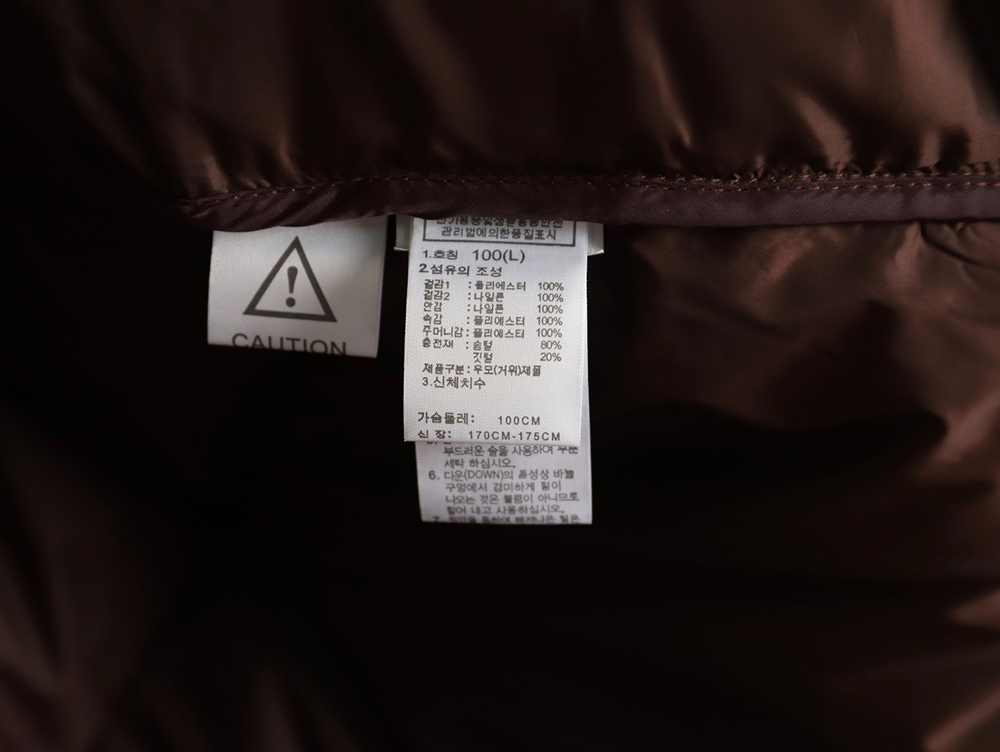 CAUTION
관리법에의한품질표시
1.호칭 100(L)
2.섬유의 조성
겉감1 : 폴리에스터 100%
겉감2 : 나일론 100%
안감 : 나일론 100%
속감 : 폴리에스터 100%
주머니감 : 폴리에스터 100%
충전재 : 솜털 80%
깃털 20%
제품구분 : 우모(거위)제품
3.신체치수
가슴둘레: 100CM
신 장: 170CM-175CM
부드러운 솔을 사용하여
세탁 하십시오.
6. 다운(DOWN)의 특성상 바늘
구멍에서 강미하게 털이
나오는 것은 불량이 아니므로
털어 내고 사용하십시오.